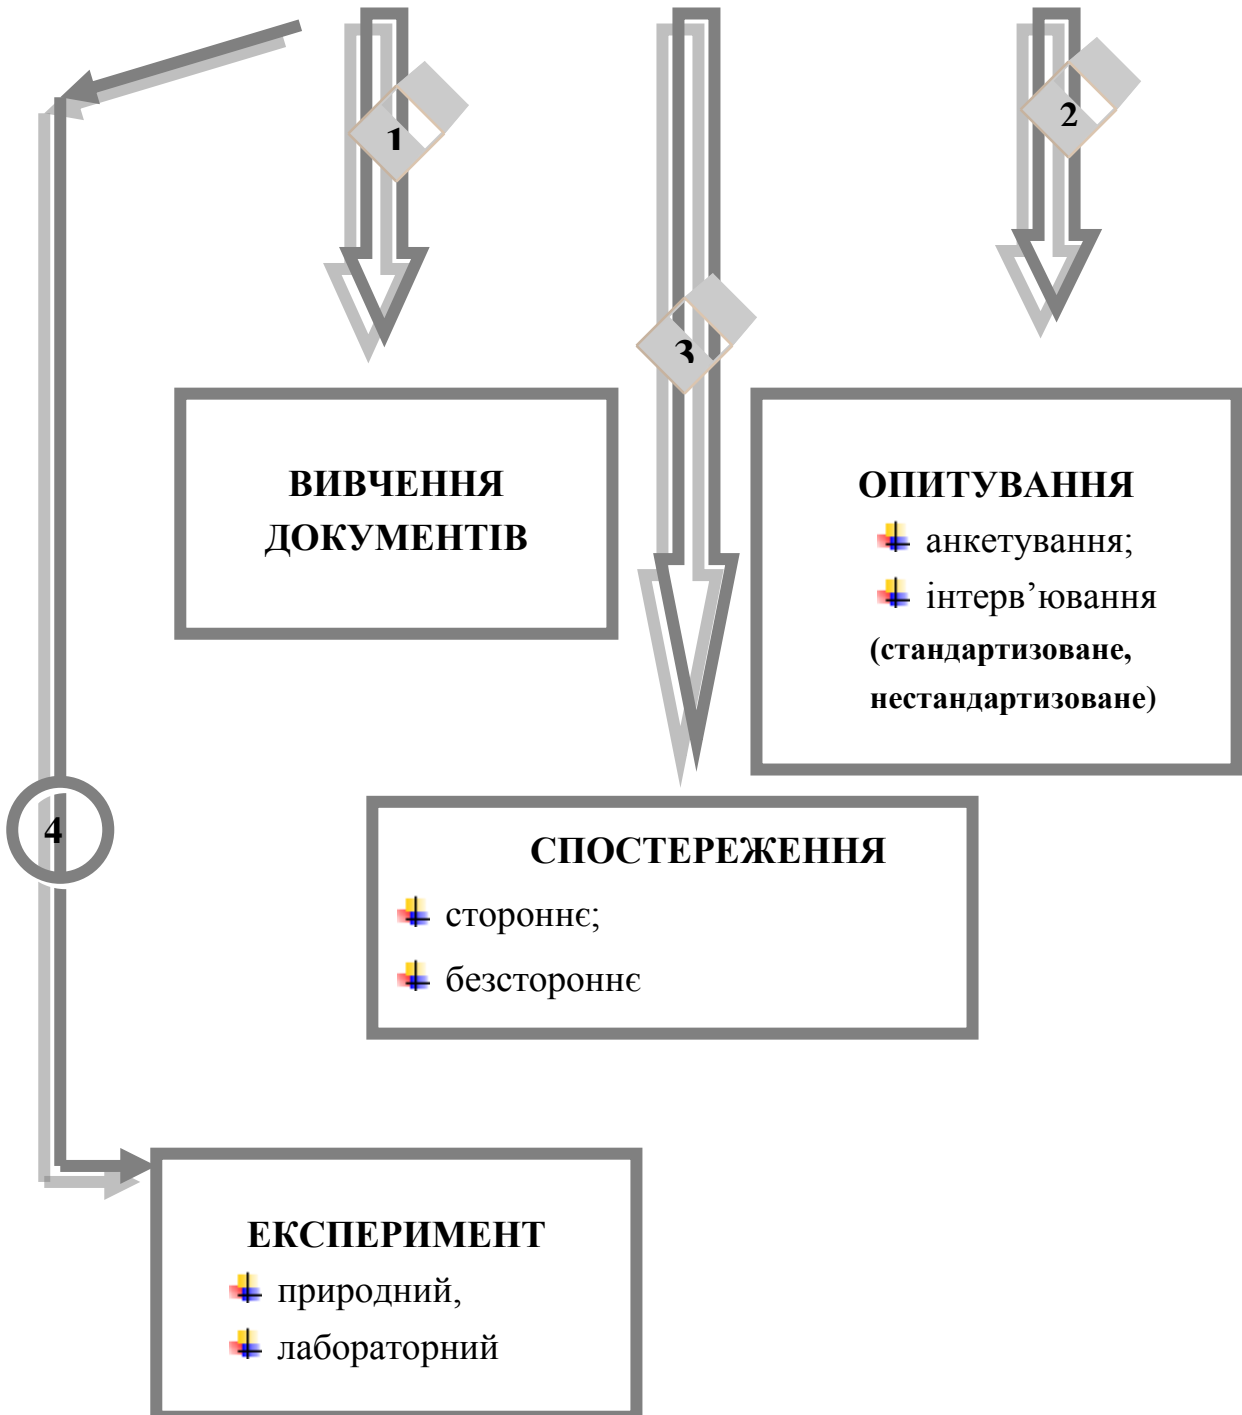 1
2
3
ВИВЧЕННЯ
ДОКУМЕНТІВ
ОПИТУВАННЯ
анкетування;
інтерв’ювання
(стандартизоване,
нестандартизоване)
4
СПОСТЕРЕЖЕННЯ
стороннє;
безстороннє
ЕКСПЕРИМЕНТ
природний,
лабораторний